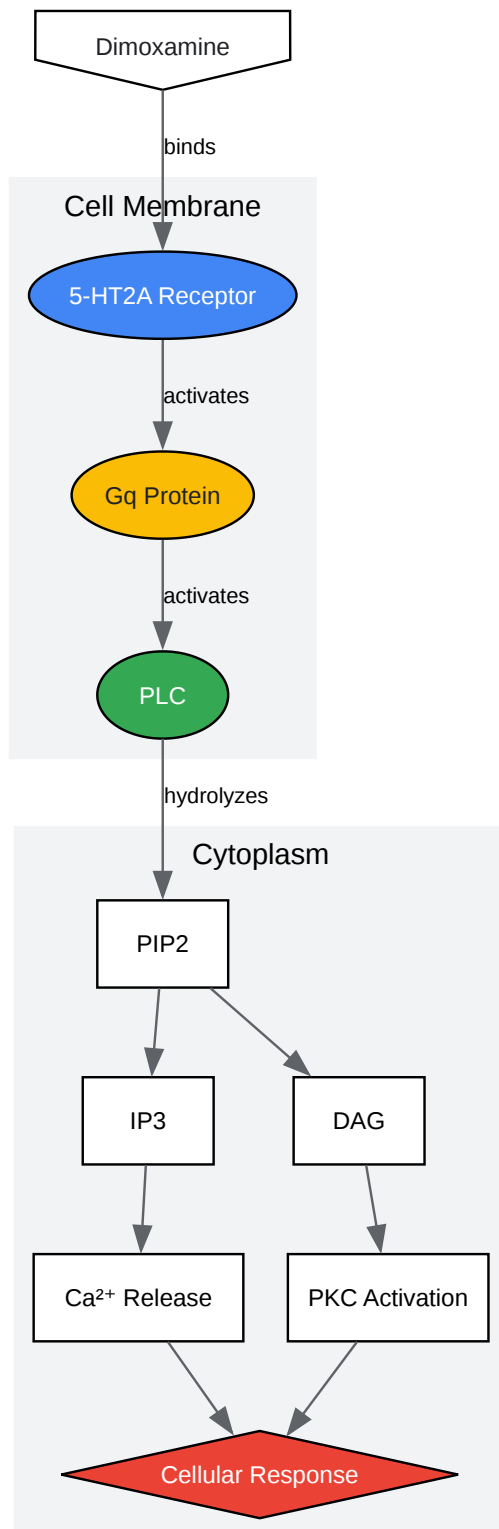 Dimoxamine
binds
Cell Membrane
5-HT2A Receptor
activates
Gq Protein
activates
PLC
hydrolyzes
Cytoplasm
PIP2
IP3
DAG
Ca²⁺ Release
PKC Activation
Cellular Response